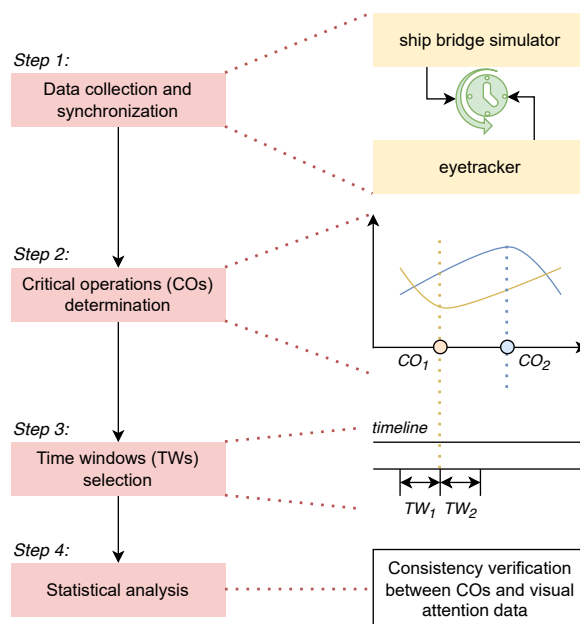 Step 1:
Data collection and
synchronization
ship bridge simulator
eyetracker
Step 2:
Critical operations (COs)
determination
CO1
CO2
Step 3:
Time windows (TWs)
selection
timeline
TW1
TW2
Step 4:
Statistical analysis
Consistency verification
between COs and visual
attention data